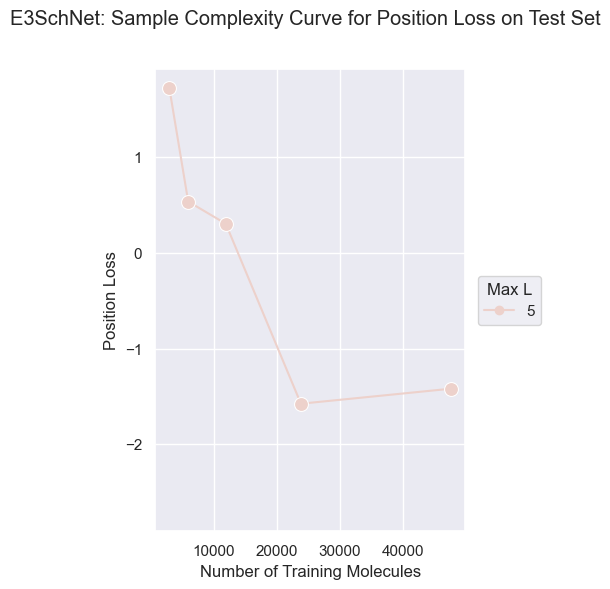 E3SchNet: Sample Complexity Curve for Position Loss on Test Set
1
0
−1
−2
Position Loss
10000 20000 30000 40000
Number of Training Molecules
Max L
5